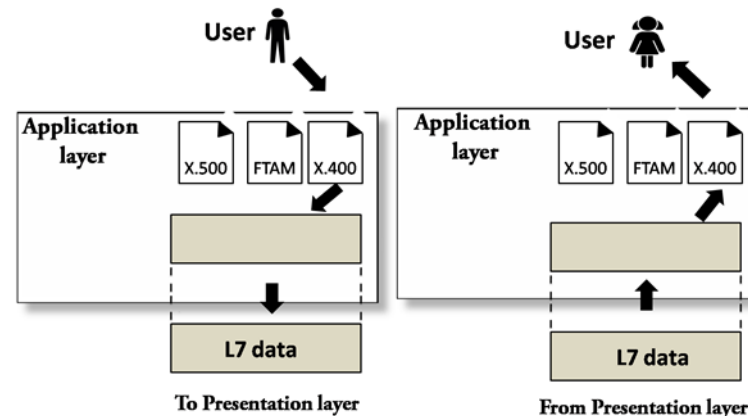 User
Application
layer
X.500 FTAM X.400
L7 data
To Presentation layer
User
Application
layer
X.500 FTAM X.400
L7 data
From Presentation layer